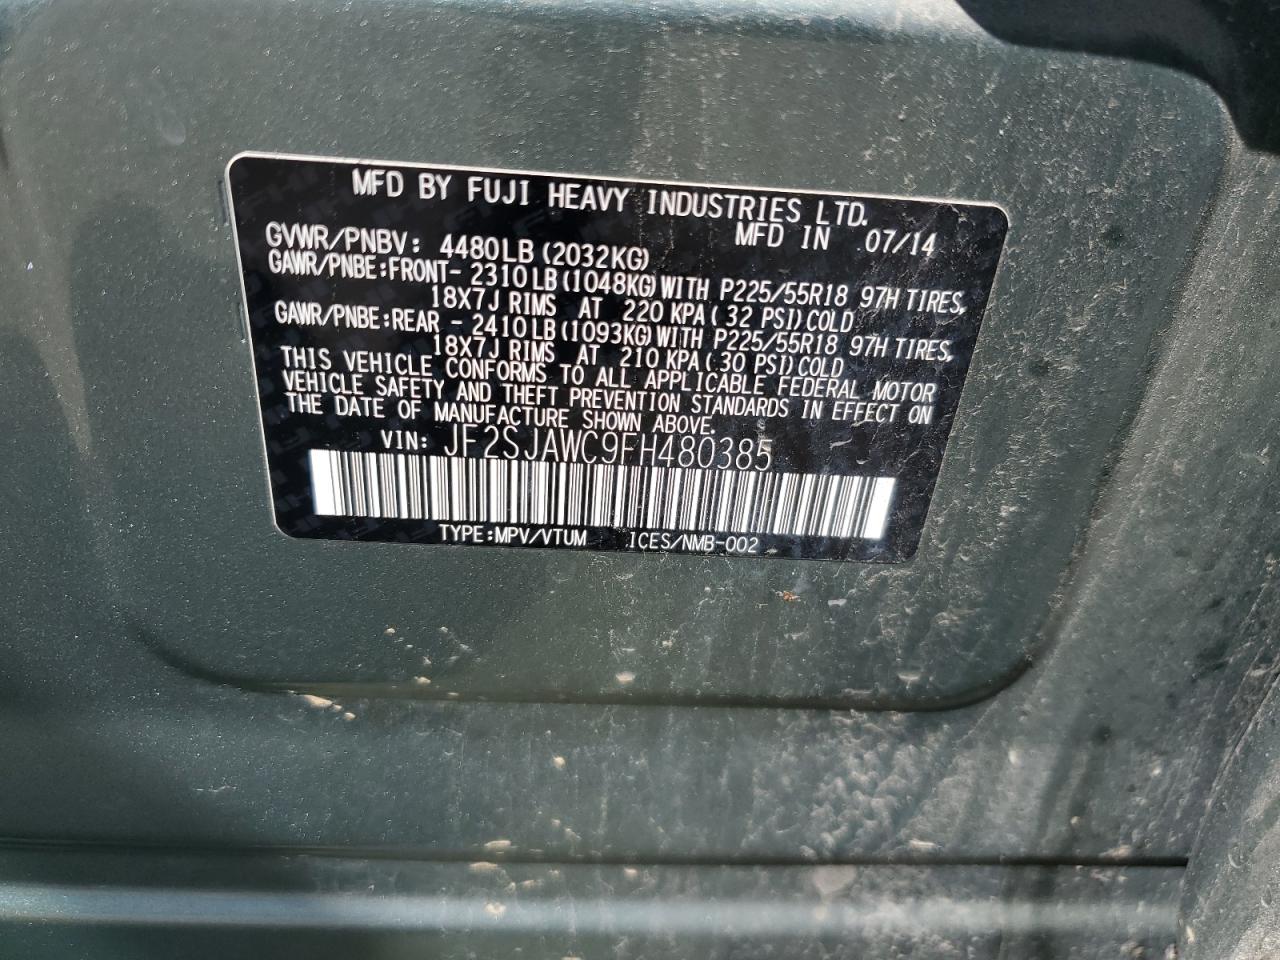 MFD BY FUJI HEAVY INDUSTRIES LTD.
MFD IN 07/14
GVWR/PNBV: 4480LB (2032KG)
GAWR/PNBE:FRONT- 2310LB(1048KG)WITH P225/55R18 97H TIRES,
18X7J RIMS AT 220 KPA( 32 PSI)COLD
GAWR/PNBE:REAR - 2410LB(1093KG)WITH P225/55R18 97H TIRES,
18X7J RIMS AT 210 KPA( 30 PSI)COLD
THIS VEHICLE CONFORMS TO ALL APPLICABLE FEDERAL MOTOR
VEHICLE SAFETY AND THEFT PREVENTION STANDARDS IN EFFECT ON
THE DATE OF MANUFACTURE SHOWN ABOVE.
VIN: JF2SJAWC9FH480385
TYPE:MPV/VTUM ICES/NMB-002